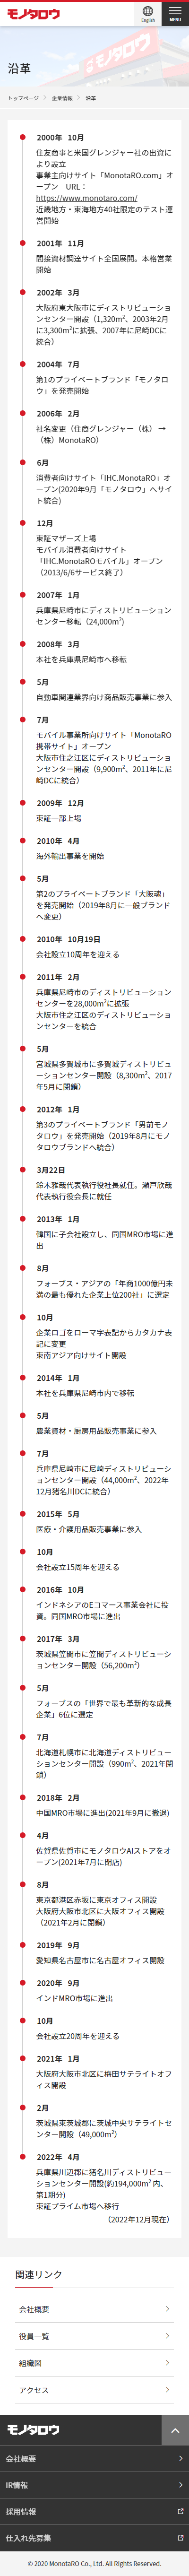 モノタロウ
English
MENU
沿革
トップページ
企業情報
沿革
2000年 10月
住友商事と米国グレンジャー社の出資に
より設立
事業主向けサイト「MonotaRO.com」オ
ープン URL：
https://www.monotaro.com/
近畿地方・東海地方40社限定のテスト運
営開始
2001年 11月
間接資材調達サイト全国展開。本格営業
開始
2002年 3月
大阪府東大阪市にディストリビューショ
ンセンター開設（1,320m²、2003年2月
に3,300m²に拡張、2007年に尼崎DCに
統合）
2004年 7月
第1のプライベートブランド「モノタロ
ウ」を発売開始
2006年 2月
社名変更（住商グレンジャー（株） →
（株）MonotaRO）
6月
消費者向けサイト「IHC.MonotaRO」オ
ープン(2020年9月「モノタロウ」へサイ
ト統合)
12月
東証マザーズ上場
モバイル消費者向けサイト
「IHC.MonotaROモバイル」オープン
（2013/6/6サービス終了）
2007年 1月
兵庫県尼崎市にディストリビューション
センター移転（24,000m²)
2008年 3月
本社を兵庫県尼崎市へ移転
5月
自動車関連業界向け商品販売事業に参入
7月
モバイル事業所向けサイト「MonotaRO
携帯サイト」オープン
大阪市住之江区にディストリビューショ
ンセンター開設（9,900m²、2011年に尼
崎DCに統合）
2009年 12月
東証一部上場
2010年 4月
海外輸出事業を開始
5月
第2のプライベートブランド「大阪魂」
を発売開始（2019年8月に一般ブランド
へ変更）
2010年 10月19日
会社設立10周年を迎える
2011年 2月
兵庫県尼崎市のディストリビューション
センターを28,000m²に拡張
大阪市住之江区のディストリビューショ
ンセンターを統合
5月
宮城県多賀城市に多賀城ディストリビュ
ーションセンター開設（8,300m²、2017
年5月に閉鎖）
2012年 1月
第3のプライベートブランド「男前モノ
タロウ」を発売開始（2019年8月にモノ
タロウブランドへ統合）
3月22日
鈴木雅哉代表執行役社長就任。瀬戸欣哉
代表執行役会長に就任
2013年 1月
韓国に子会社設立し、同国MRO市場に進
出
8月
フォーブス・アジアの「年商1000億円未
満の最も優れた企業上位200社」に選定
10月
企業ロゴをローマ字表記からカタカナ表
記に変更
東南アジア向けサイト開設
2014年 1月
本社を兵庫県尼崎市内で移転
5月
農業資材・厨房用品販売事業に参入
7月
兵庫県尼崎市に尼崎ディストリビューシ
ョンセンター開設（44,000m²、2022年
12月猪名川DCに統合）
2015年 5月
医療・介護用品販売事業に参入
10月
会社設立15周年を迎える
2016年 10月
インドネシアのEコマース事業会社に投
資。同国MRO市場に進出
2017年 3月
茨城県笠間市に笠間ディストリビューシ
ョンセンター開設（56,200m²）
5月
フォーブスの「世界で最も革新的な成長
企業」6位に選定
7月
北海道札幌市に北海道ディストリビュー
ションセンター開設（990m²、2021年閉
鎖）
2018年 2月
中国MRO市場に進出(2021年9月に撤退)
4月
佐賀県佐賀市にモノタロウAIストアをオ
ープン(2021年7月に閉店)
8月
東京都港区赤坂に東京オフィス開設
大阪府大阪市北区に大阪オフィス開設
（2021年2月に閉鎖）
2019年 9月
愛知県名古屋市に名古屋オフィス開設
2020年 9月
インドMRO市場に進出
10月
会社設立20周年を迎える
2021年 1月
大阪府大阪市北区に梅田サテライトオフ
ィス開設
2月
茨城県東茨城郡に茨城中央サテライトセ
ンター開設（49,000m²）
2022年 4月
兵庫県川辺郡に猪名川ディストリビュー
ションセンター開設(約194,000m² 内、
第1期分)
東証プライム市場へ移行
（2022年12月現在）
関連リンク
会社概要
役員一覧
組織図
アクセス
モノタロウ
会社概要
IR情報
採用情報
仕入れ先募集
© 2020 MonotaRO Co., Ltd. All Rights Reserved.